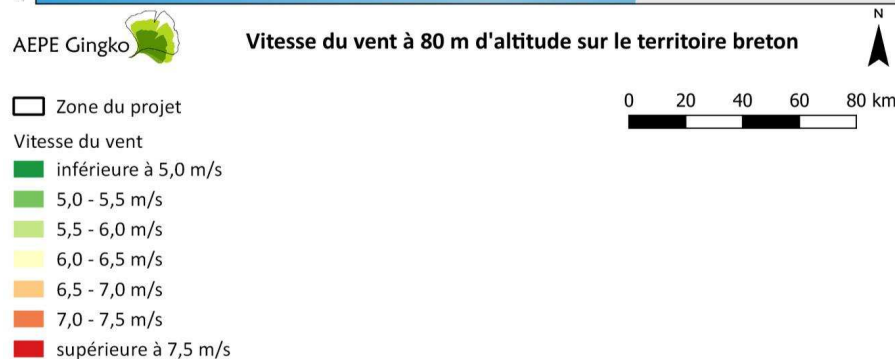 AEPE Gingko
Vitesse du vent à 80 m d'altitude sur le territoire breton
N
Zone du projet
0 20 40 60 80 km
Vitesse du vent
inférieure à 5,0 m/s
5,0 - 5,5 m/s
5,5 - 6,0 m/s
6,0 - 6,5 m/s
6,5 - 7,0 m/s
7,0 - 7,5 m/s
supérieure à 7,5 m/s